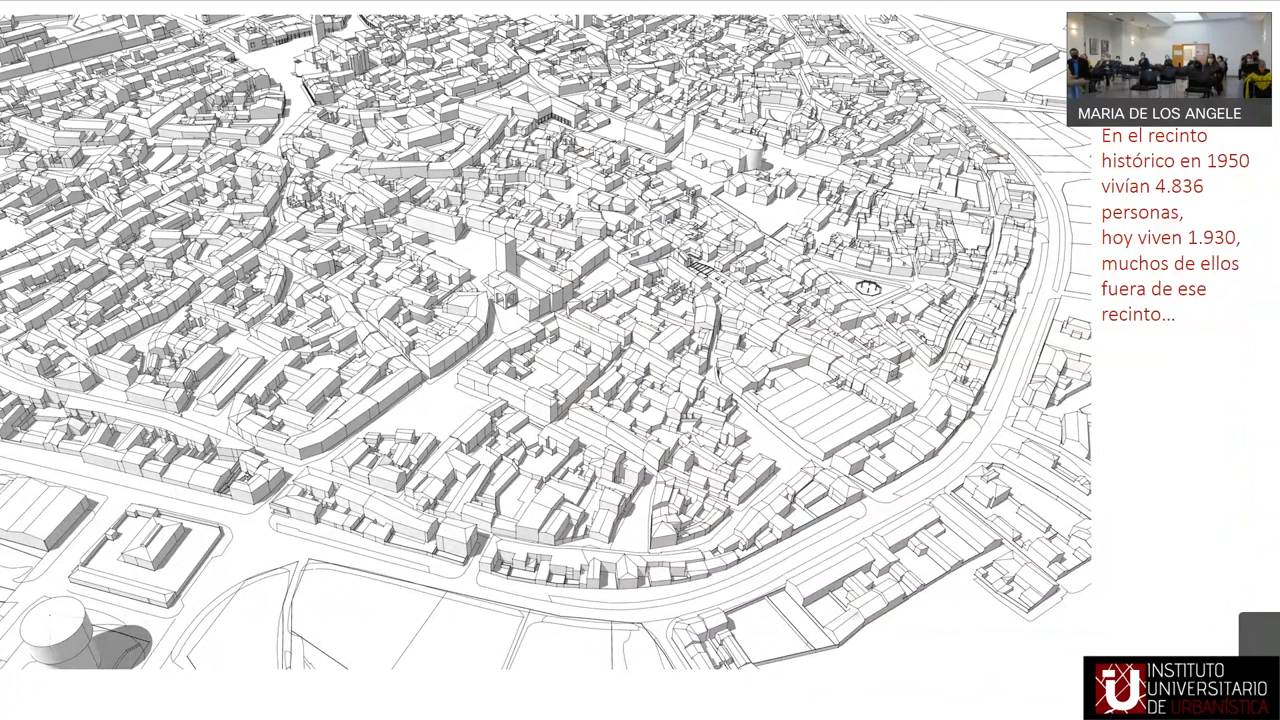 MARIA DE LOS ANGELE
En el recinto
histórico en 1950
vivían 4.836
personas,
hoy viven 1.930,
muchos de ellos
fuera de ese
recinto...
iU
INSTITUTO
UNIVERSITARIO
DE URBANÍSTICA